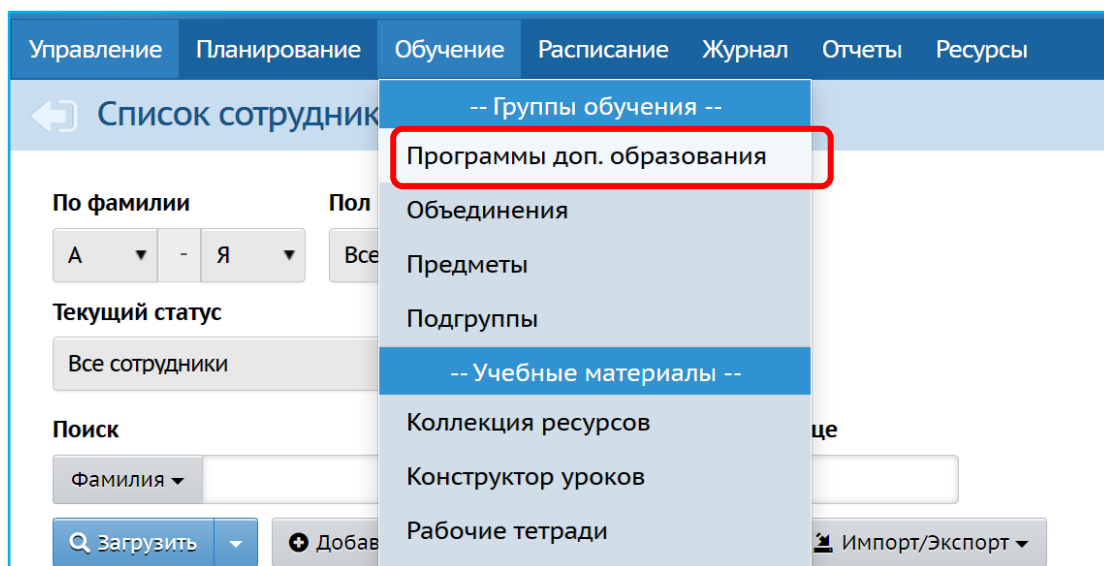 Управление Планирование Обучение Расписание Журнал Отчеты Ресурсы
Список сотрудник
-- Группы обучения --
Программы доп. образования
Объединения
Предметы
Подгруппы
-- Учебные материалы --
Коллекция ресурсов
Конструктор уроков
Рабочие тетради
По фамилии Пол
А - Я Все
Текущий статус
Все сотрудники
Поиск це
Фамилия
Загрузить Добав Импорт/Экспорт